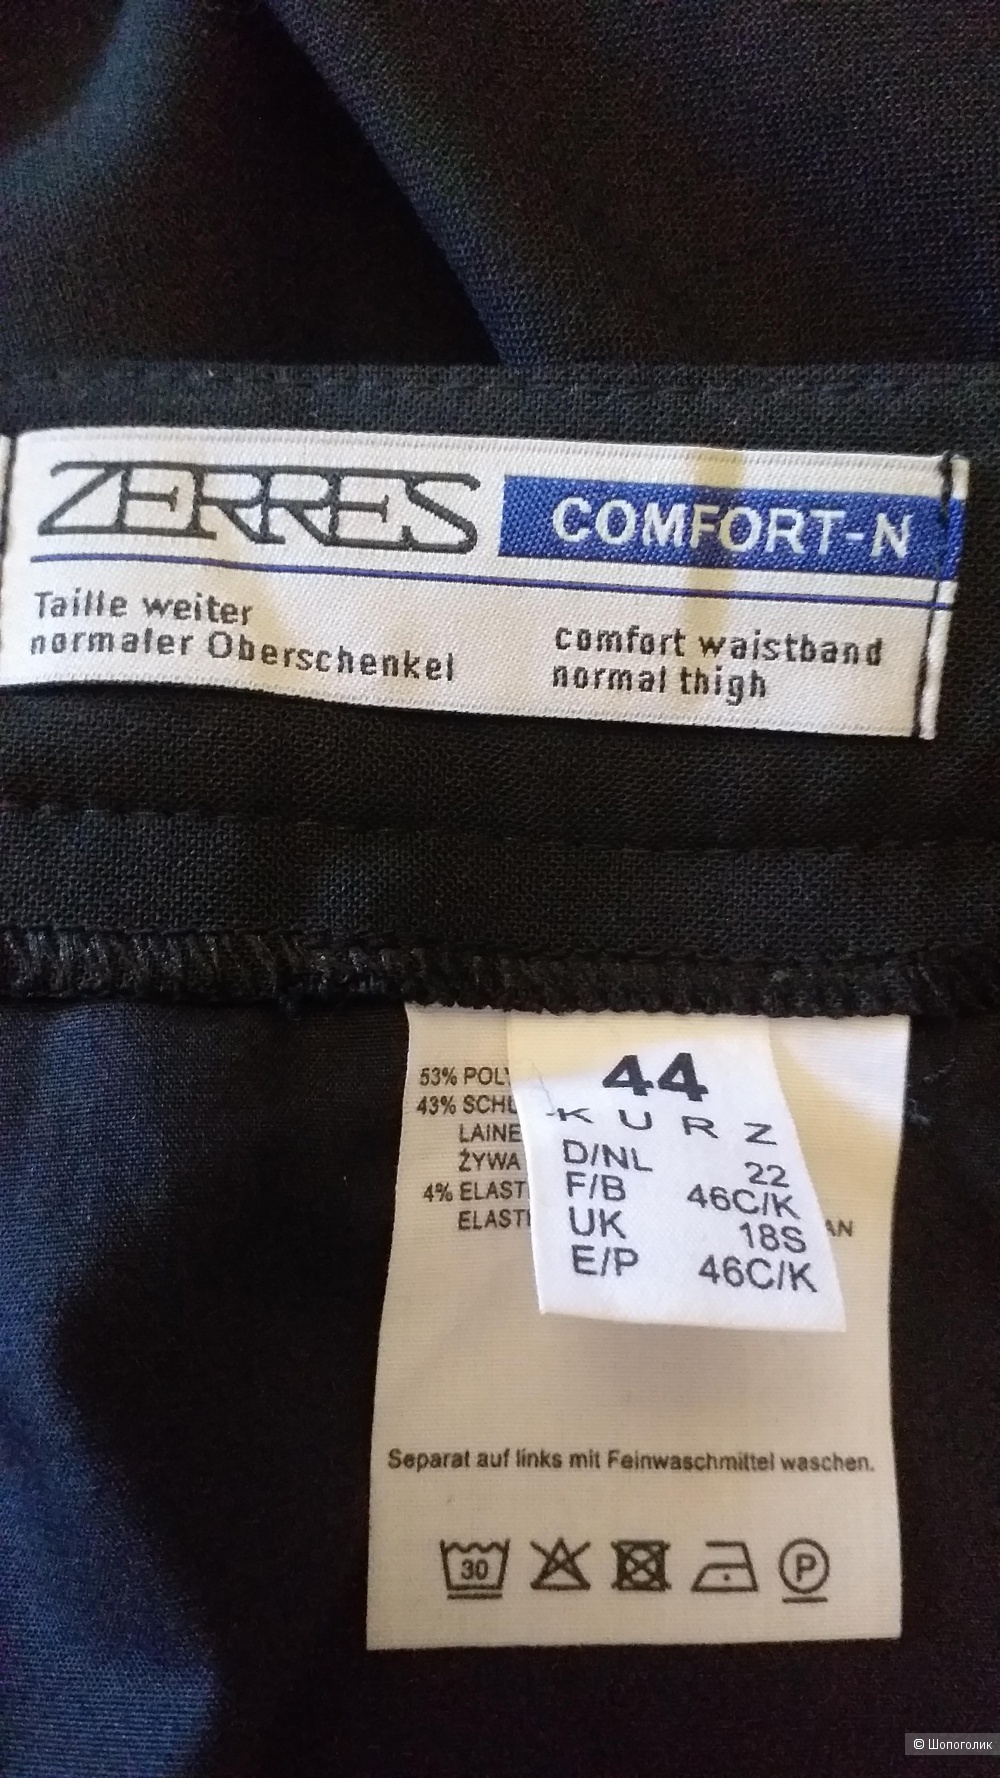 ZERRES COMFORT-N
Taille weiter
normaler Oberschenkel
comfort waistband
normal thigh
53% POLY
43% SCHU
LAINE
ŻYWA
4% ELAST
ELASTI
AN
44
KURZ
D/NL 22
F/B 46C/K
UK 18S
E/P 46C/K
Separat auf links mit Feinwaschmittel waschen.
30
P
© Шопоголик